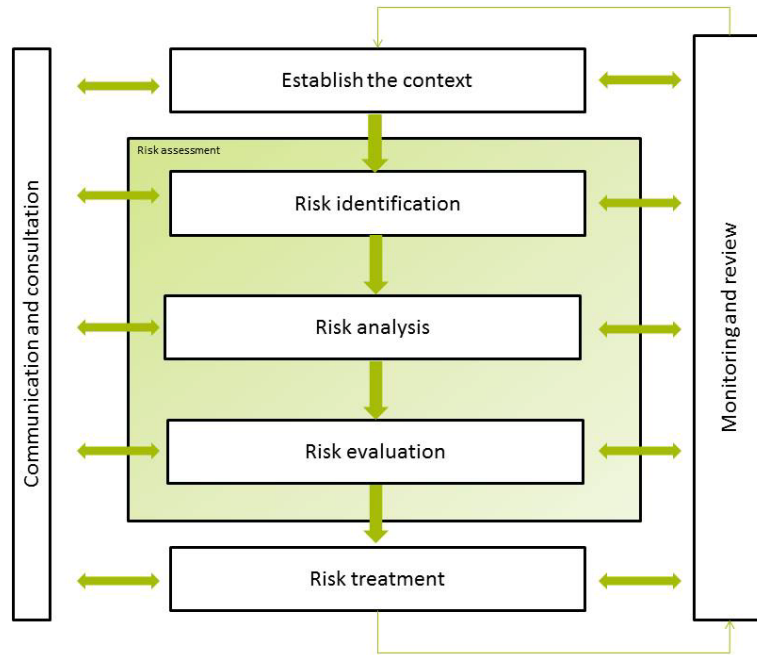 Establish the context
Risk assessment
Risk identification
Risk analysis
Risk evaluation
Risk treatment
Communication and consultation
Monitoring and review